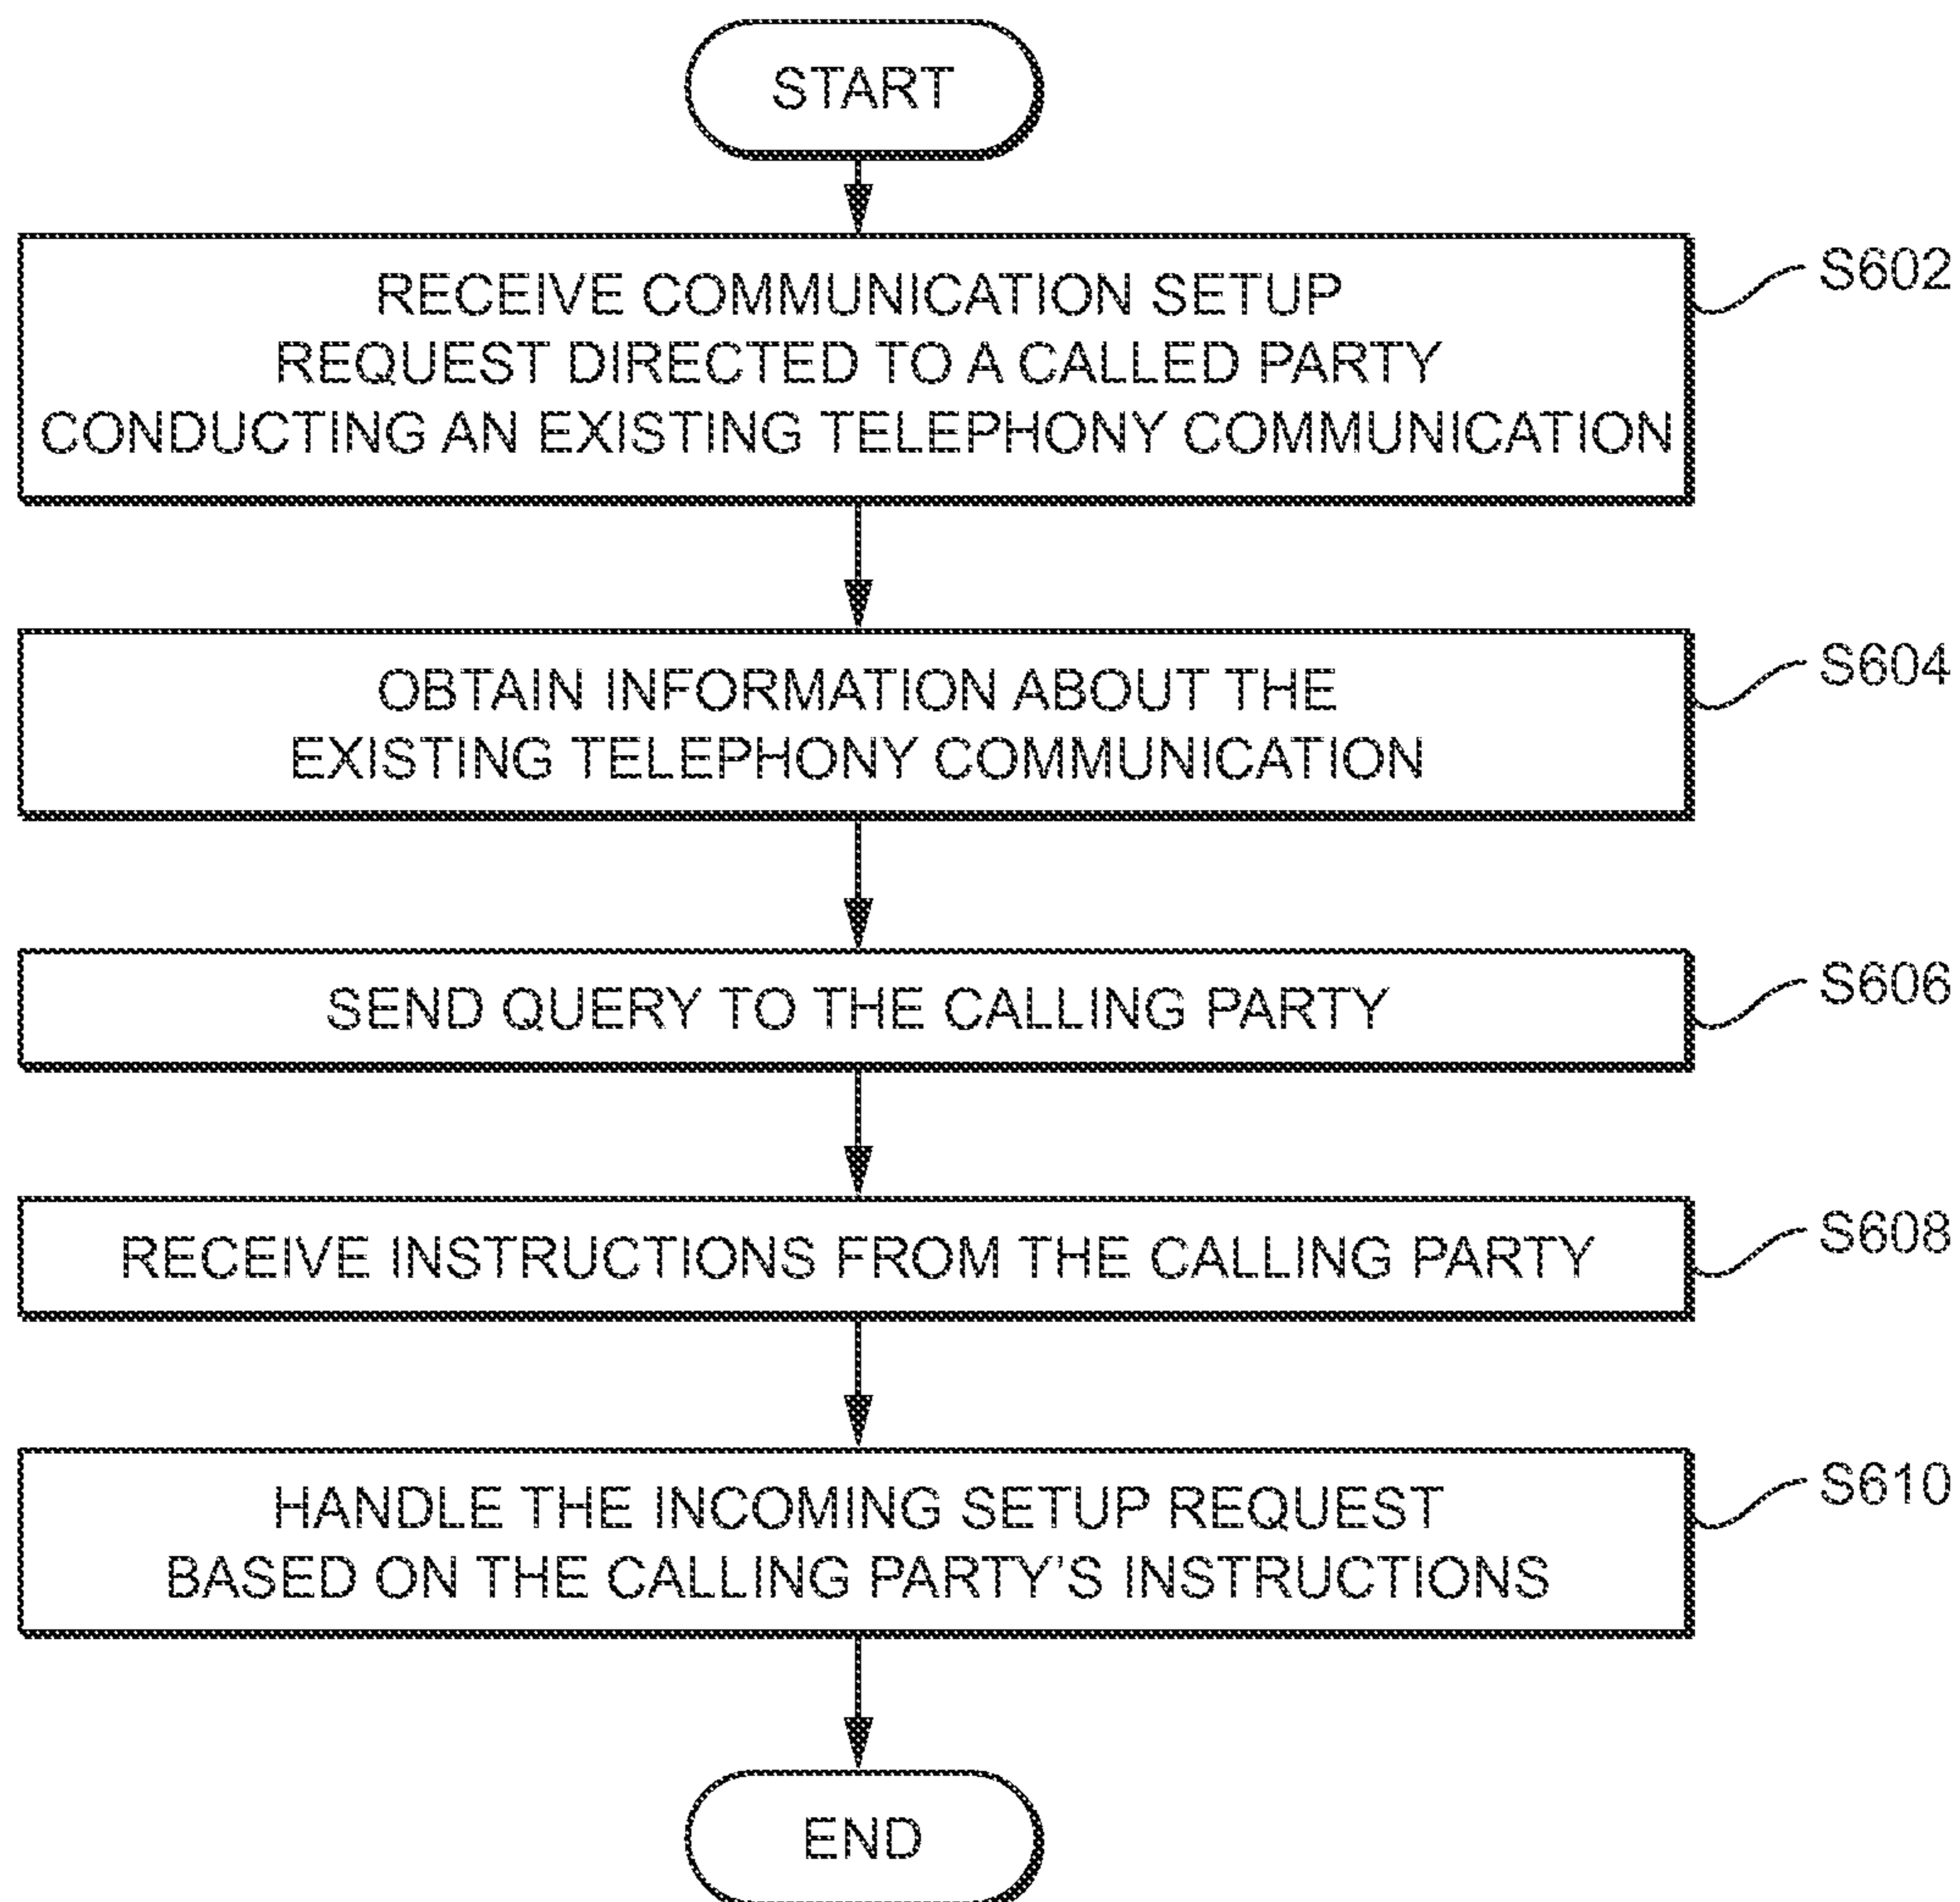 START
RECEIVE COMMUNICATION SETUP
REQUEST DIRECTED TO A CALLED PARTY
CONDUCTING AN EXISTING TELEPHONY COMMUNICATION
S602
OBTAIN INFORMATION ABOUT THE
EXISTING TELEPHONY COMMUNICATION
S604
SEND QUERY TO THE CALLING PARTY
S606
RECEIVE INSTRUCTIONS FROM THE CALLING PARTY
S608
HANDLE THE INCOMING SETUP REQUEST
BASED ON THE CALLING PARTY'S INSTRUCTIONS
S610
END